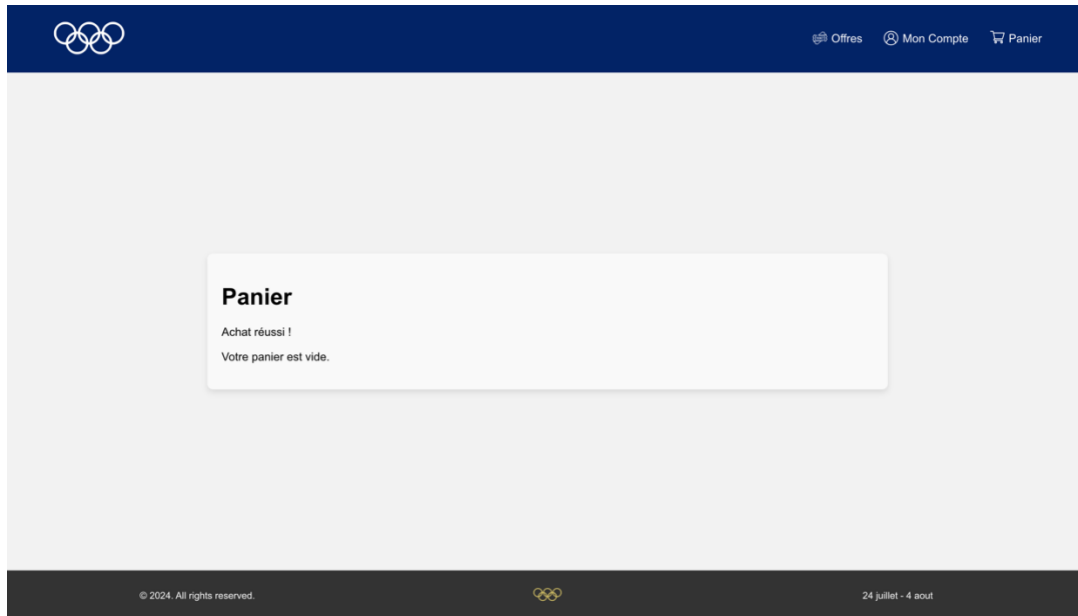 Offres
Mon Compte
Panier
Panier
Achat réussi !
Votre panier est vide.
© 2024. All rights reserved.
24 juillet - 4 aout